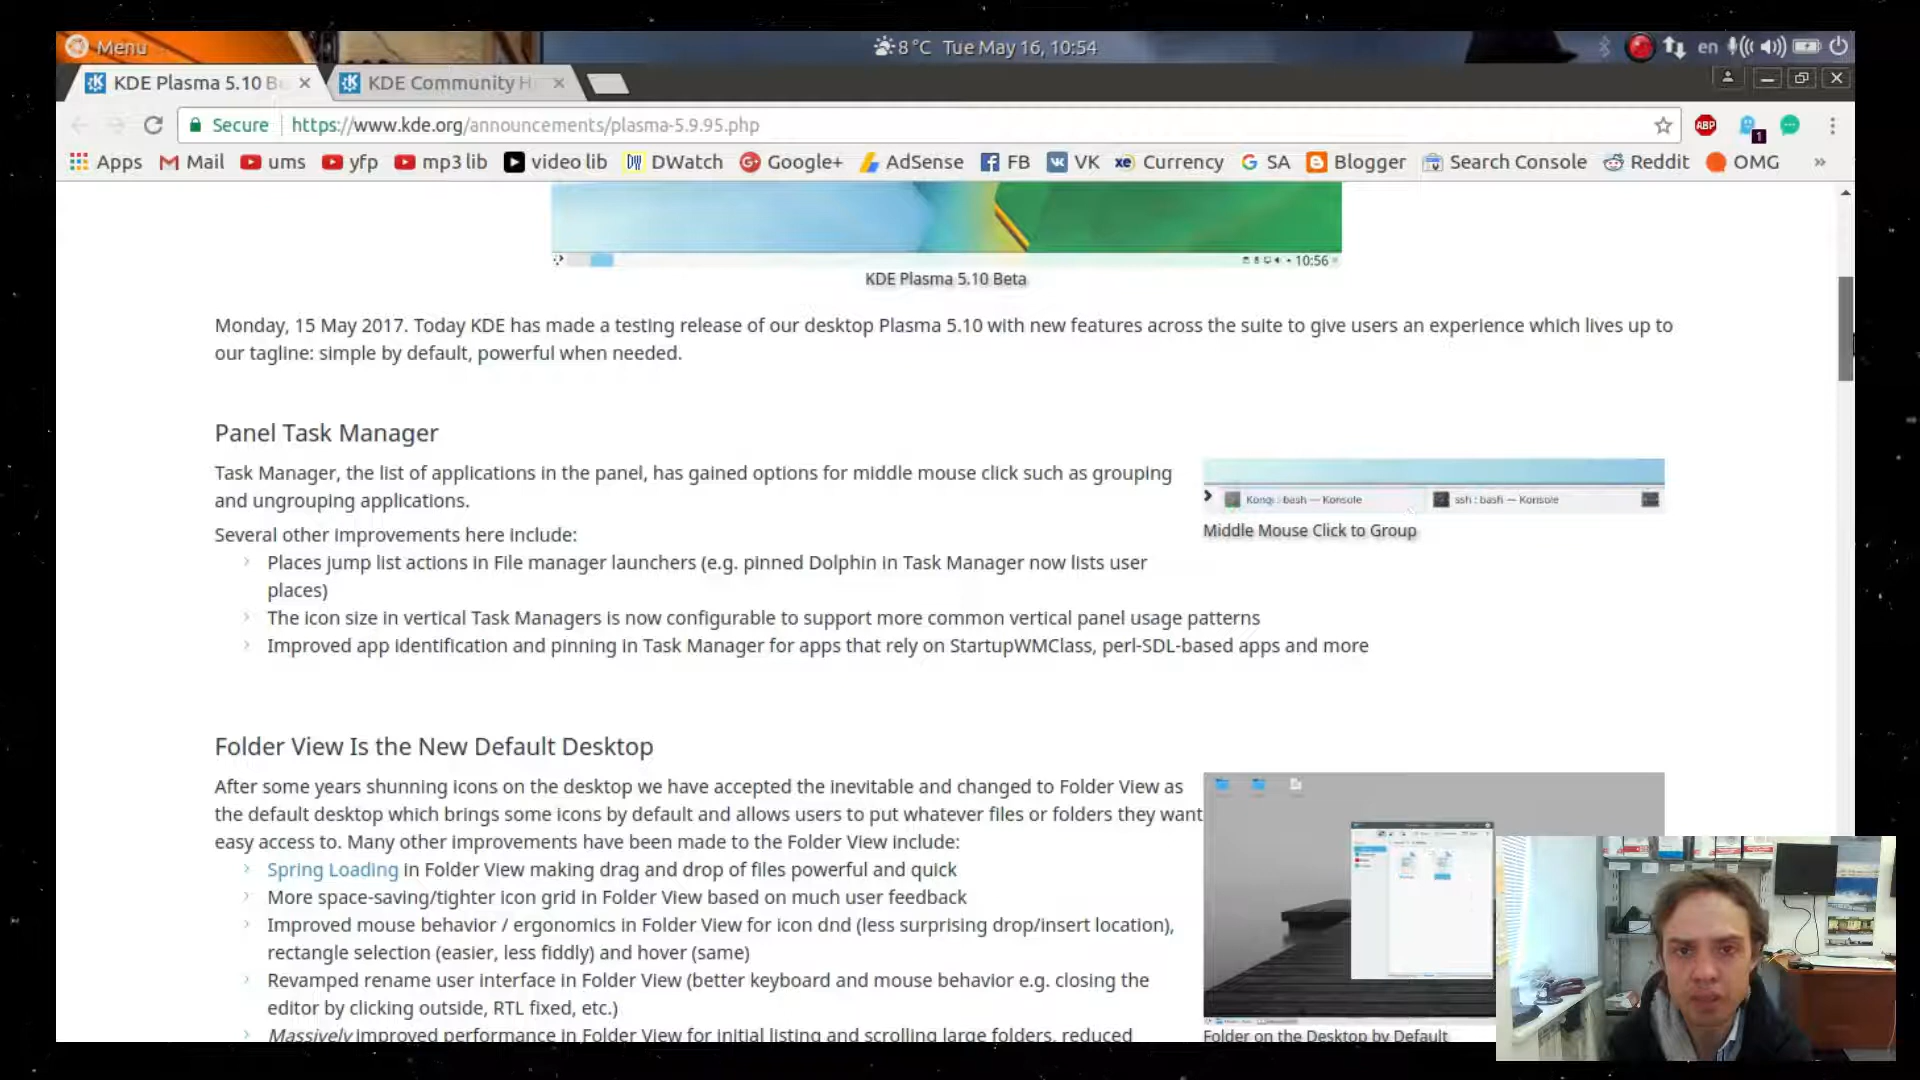 Menu
8 °C Tue May 16, 10:54
en
KDE Plasma 5.10 Be
KDE Community H
Secure https://www.kde.org/announcements/plasma-5.9.95.php
ABP
1
Apps Mail ums yfp mp3 lib video lib DWatch Google+ AdSense FB VK Currency SA Blogger Search Console Reddit OMG »
10:56
KDE Plasma 5.10 Beta
Monday, 15 May 2017. Today KDE has made a testing release of our desktop Plasma 5.10 with new features across the suite to give users an experience which lives up to
our tagline: simple by default, powerful when needed.
Panel Task Manager
Task Manager, the list of applications in the panel, has gained options for middle mouse click such as grouping
and ungrouping applications.
Several other improvements here include:
Places jump list actions in File manager launchers (e.g. pinned Dolphin in Task Manager now lists user
places)
The icon size in vertical Task Managers is now configurable to support more common vertical panel usage patterns
Improved app identification and pinning in Task Manager for apps that rely on StartupWMClass, perl-SDL-based apps and more
bash — Konsole
ssh : bash — Konsole
Middle Mouse Click to Group
Folder View Is the New Default Desktop
After some years shunning icons on the desktop we have accepted the inevitable and changed to Folder View as
the default desktop which brings some icons by default and allows users to put whatever files or folders they want
easy access to. Many other improvements have been made to the Folder View include:
Spring Loading in Folder View making drag and drop of files powerful and quick
More space-saving/tighter icon grid in Folder View based on much user feedback
Improved mouse behavior / ergonomics in Folder View for icon dnd (less surprising drop/insert location),
rectangle selection (easier, less fiddly) and hover (same)
Revamped rename user interface in Folder View (better keyboard and mouse behavior e.g. closing the
editor by clicking outside, RTL fixed, etc.)
Massively improved performance in Folder View for initial listing and scrolling large folders, reduced
Folder on the Desktop by Default